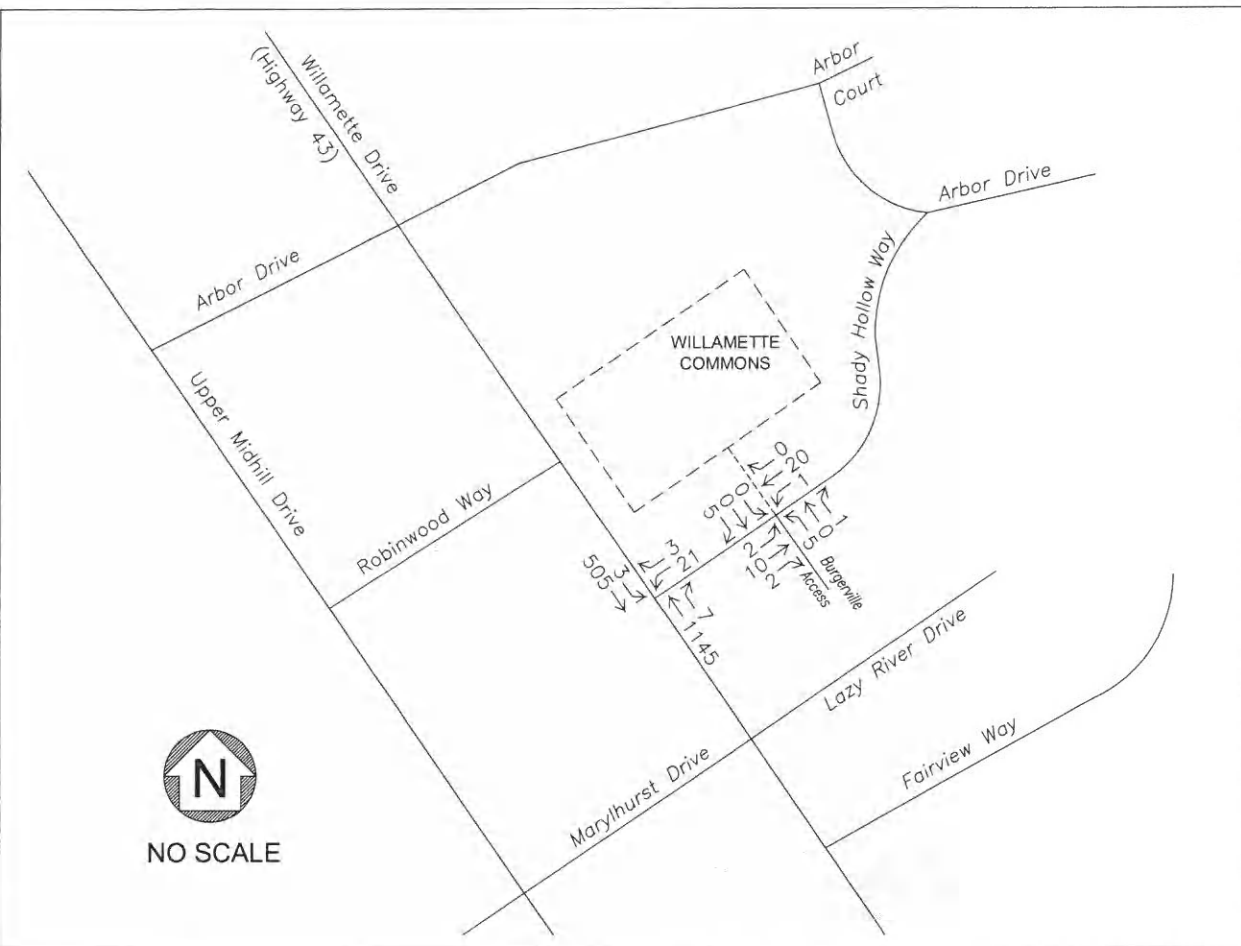 Willamette Drive
(Highway 43)
Arbor
Court
Arbor Drive
Arbor Drive
Shady Hollow Way
WILLAMETTE
COMMONS
Upper Midhill Drive
Robinwood Way
0
20
1
0
0
5
1
0
5
2
10
2
Burgerville
Access
3
21
3
505
7
1145
Lazy River Drive
Marylhurst Drive
Fairview Way
N
NO SCALE